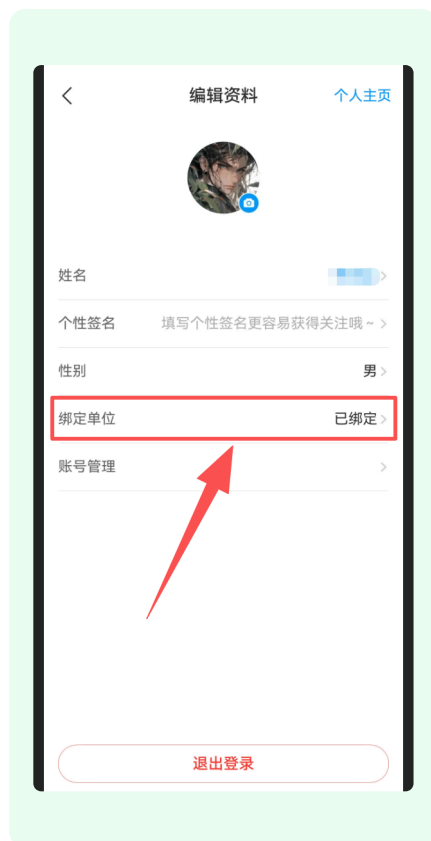 编辑资料 个人主页
姓名
个性签名 填写个性签名更容易获得关注哦~
性别 男
绑定单位 已绑定
账号管理
退出登录